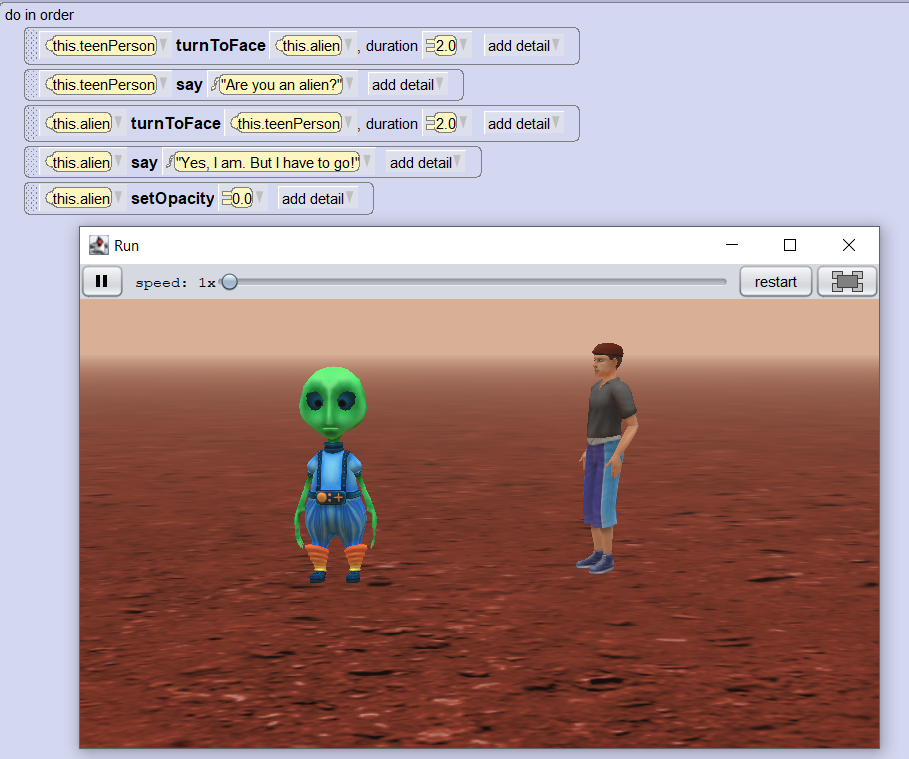 do in order
this.teenPerson turnToFace this.alien , duration 2.0 add detail
this.teenPerson say "Are you an alien?" add detail
this.alien turnToFace this.teenPerson , duration 2.0 add detail
this.alien say "Yes, I am. But I have to go!" add detail
this.alien setOpacity 0.0 add detail
Run
speed: 1x restart